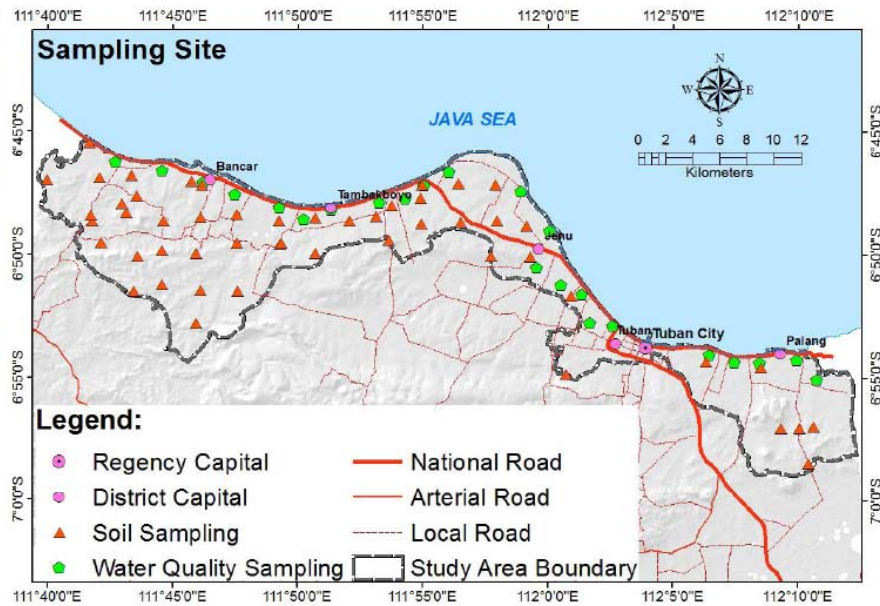 111°40'0"E 111°45'0"E 111°50'0"E 111°55'0"E 112°0'0"E 112°5'0"E 112°10'0"E
Sampling Site
N
W E
S
JAVA SEA
6°45'0"S 6°45'0"S
0 1 2 4 6 8 10 12
Kilometers
Bancar
Tambakboyo
Jenu
6°50'0"S 6°50'0"S
Tuban
Tuban City
Palang
6°55'0"S 6°55'0"S
Legend:
Regency Capital National Road
District Capital Arterial Road
Soil Sampling Local Road
Water Quality Sampling Study Area Boundary
7°0'0"S 7°0'0"S
111°40'0"E 111°45'0"E 111°50'0"E 111°55'0"E 112°0'0"E 112°5'0"E 112°10'0"E